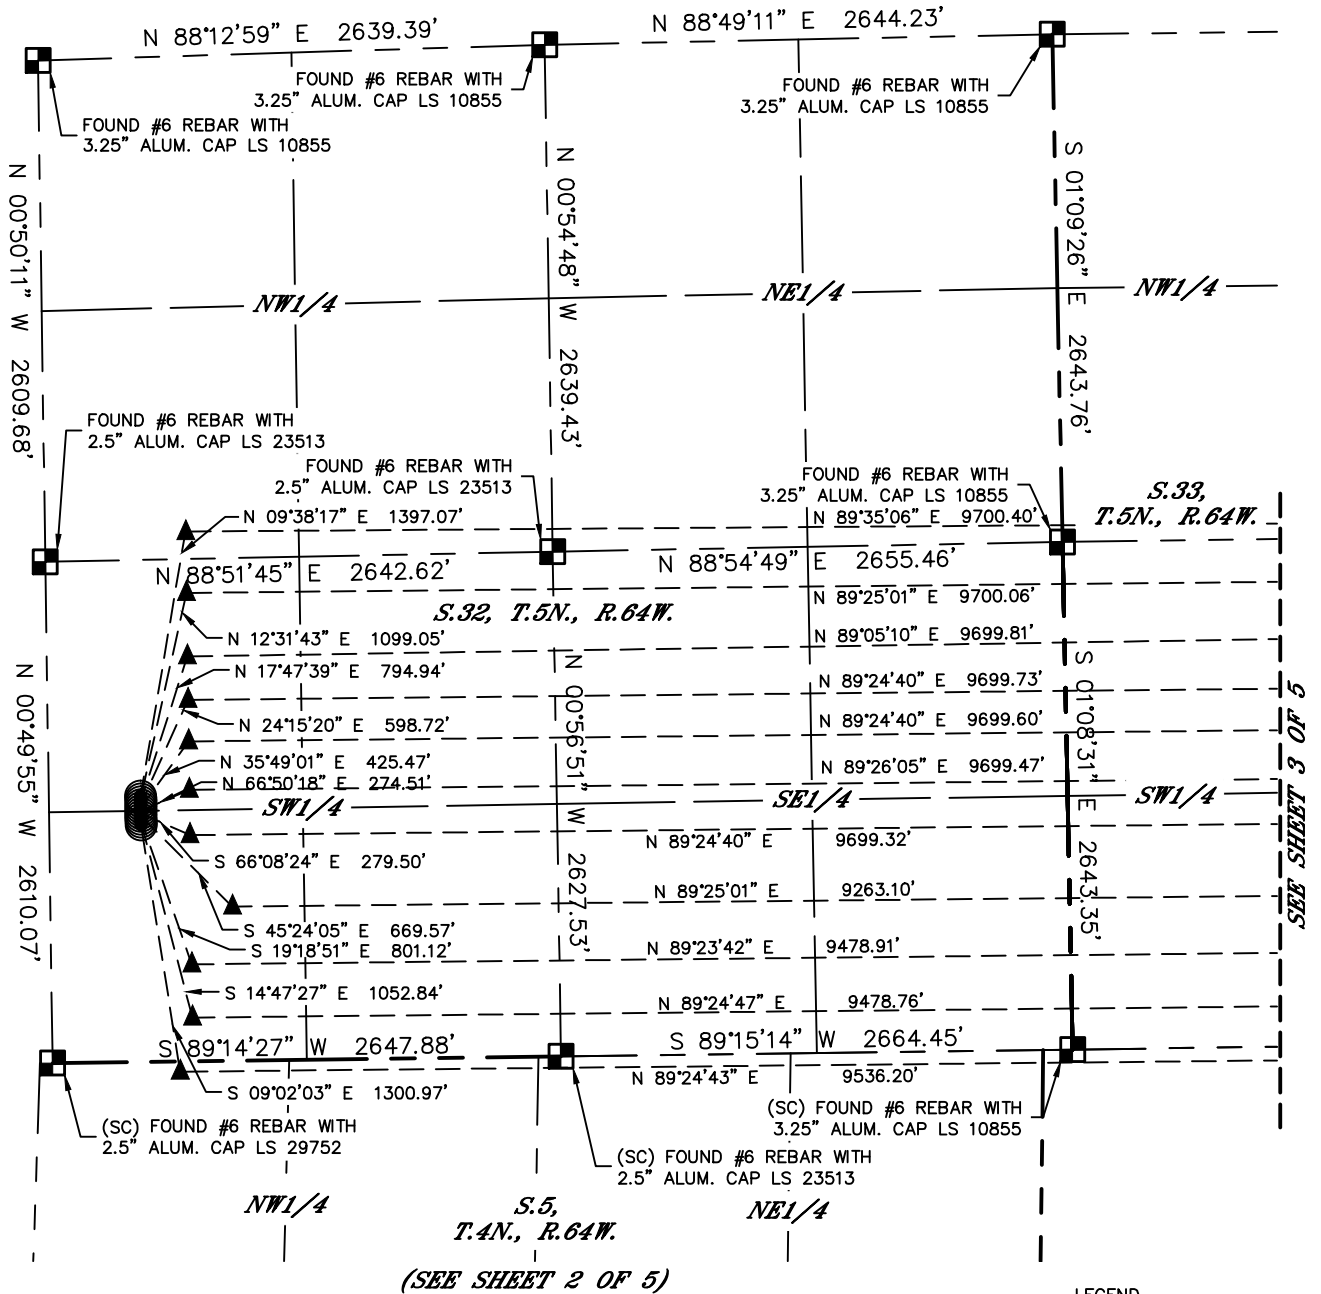 N 88°12'59" E 2639.39'
N 88°49'11" E 2644.23'
FOUND #6 REBAR WITH
3.25" ALUM. CAP LS 10855
FOUND #6 REBAR WITH
3.25" ALUM. CAP LS 10855
FOUND #6 REBAR WITH
3.25" ALUM. CAP LS 10855
N 00°50'11" W 2609.68'
N 00°54'48" W 2639.43'
S 01°09'26" E 2643.76'
NW1/4
NE1/4
NW1/4
FOUND #6 REBAR WITH
2.5" ALUM. CAP LS 23513
FOUND #6 REBAR WITH
2.5" ALUM. CAP LS 23513
FOUND #6 REBAR WITH
3.25" ALUM. CAP LS 10855
S.33,
T.5N., R.64W.
N 09°38'17" E 1397.07'
N 89°35'06" E 9700.40'
N 88°51'45" E 2642.62'
N 88°54'49" E 2655.46'
N 89°25'01" E 9700.06'
S.32, T.5N., R.64W.
N 12°31'43" E 1099.05'
N 89°05'10" E 9699.81'
N 17°47'39" E 794.94'
N 89°24'40" E 9699.73'
N 24°15'20" E 598.72'
N 89°24'40" E 9699.60'
N 35°49'01" E 425.47'
N 89°26'05" E 9699.47'
N 66°50'18" E 274.51'
N 00°49'55" W 2610.07'
N 00°56'51" W 2627.53'
S 01°08'31" E 2643.35'
SEE SHEET 3 OF 5
SW1/4
SE1/4
SW1/4
N 89°24'40" E 9699.32'
S 66°08'24" E 279.50'
N 89°25'01" E 9263.10'
S 45°24'05" E 669.57'
S 19°18'51" E 801.12'
N 89°23'42" E 9478.91'
S 14°47'27" E 1052.84'
N 89°24'47" E 9478.76'
S 89°14'27" W 2647.88'
S 89°15'14" W 2664.45'
N 89°24'43" E 9536.20'
S 09°02'03" E 1300.97'
(SC) FOUND #6 REBAR WITH
2.5" ALUM. CAP LS 29752
(SC) FOUND #6 REBAR WITH
3.25" ALUM. CAP LS 10855
(SC) FOUND #6 REBAR WITH
2.5" ALUM. CAP LS 23513
NW1/4
S.5,
T.4N., R.64W.
NE1/4
(SEE SHEET 2 OF 5)
LEGEND